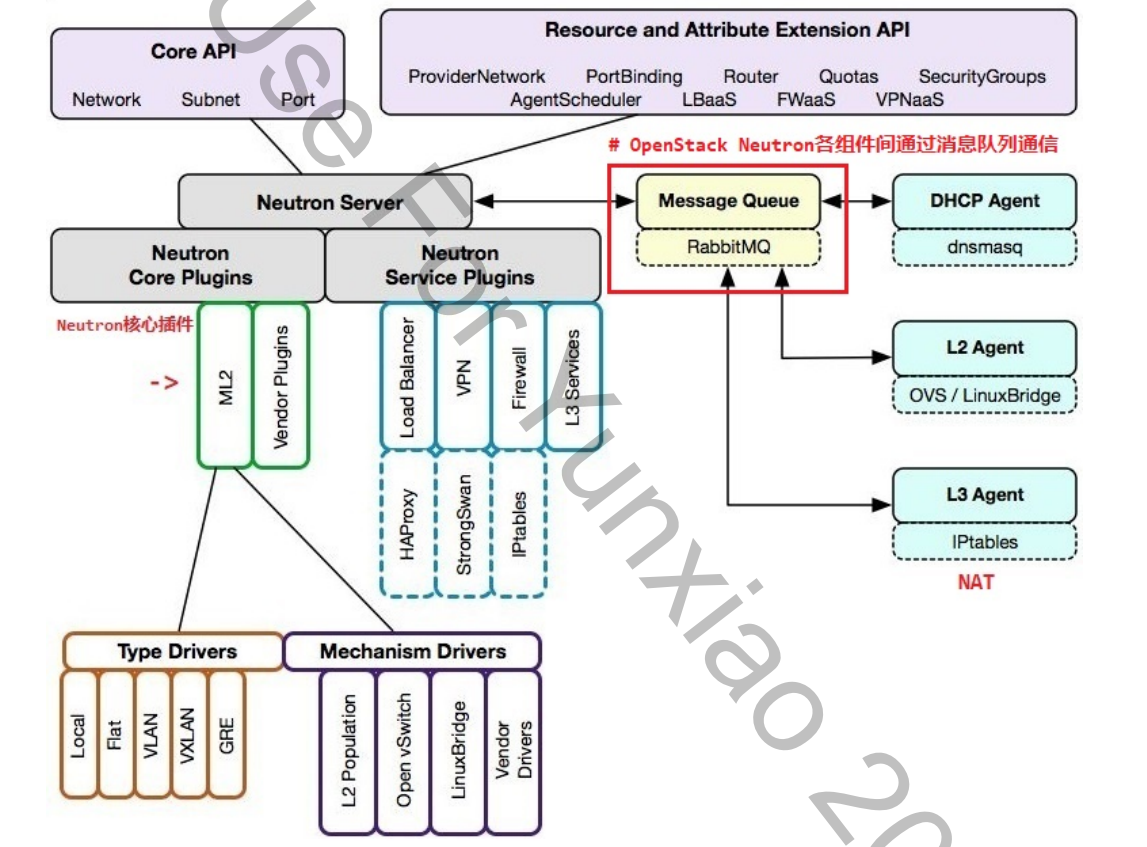 Core API
Network Subnet Port
Resource and Attribute Extension API
ProviderNetwork PortBinding Router Quotas SecurityGroups
AgentScheduler LBaaS FWaaS VPNaaS
# OpenStack Neutron各组件间通过消息队列通信
Neutron Server
Message Queue
RabbitMQ
DHCP Agent
dnsmasq
Neutron
Core Plugins
Neutron
Service Plugins
Neutron核心插件
->
ML2
Vendor Plugins
Load Balancer
VPN
Firewall
L3 Services
HAProxy
StrongSwan
IPtables
L2 Agent
OVS / LinuxBridge
L3 Agent
IPtables
NAT
Type Drivers
Local
Flat
VLAN
VXLAN
GRE
Mechanism Drivers
L2 Population
Open vSwitch
LinuxBridge
Vendor
Drivers
Use For Yunxiao 20